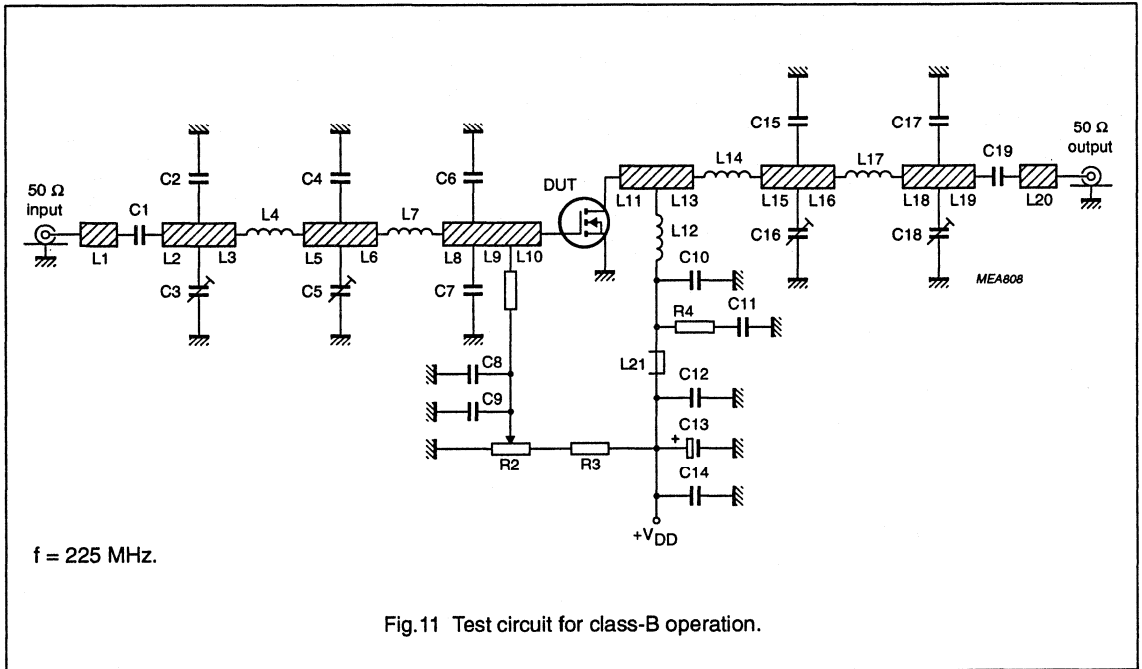 C15
C17
50 Ω
output
C19
L14
L17
C2
C4
C6
DUT
50 Ω
input
C1
L4
L7
L11
L13
L15
L16
L18
L19
L20
L12
C16
C18
L1
L2
L3
L5
L6
L8
L9
L10
C10
MEA808
C3
C5
C7
R4
C11
L21
C8
C12
C9
C13
+
R2
R3
C14
+VDD
f = 225 MHz.
Fig.11 Test circuit for class-B operation.